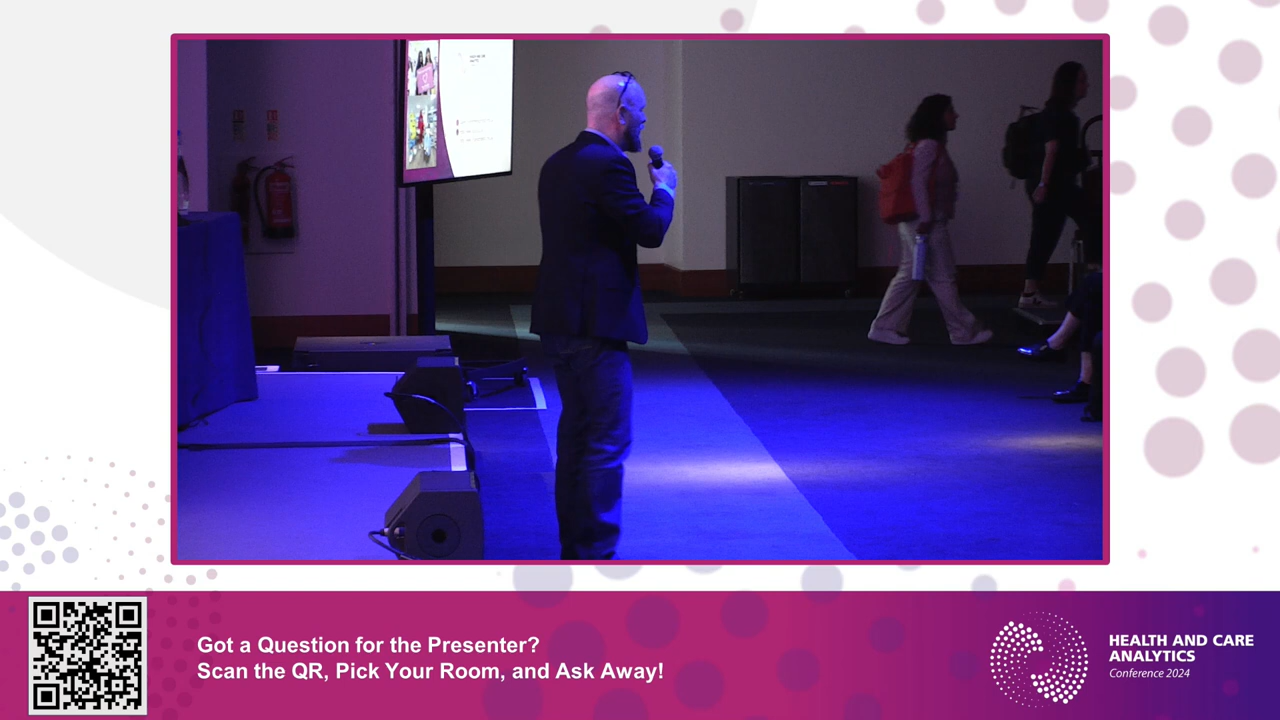 Got a Question for the Presenter?
Scan the QR, Pick Your Room, and Ask Away!
HEALTH AND CARE
ANALYTICS
Conference 2024